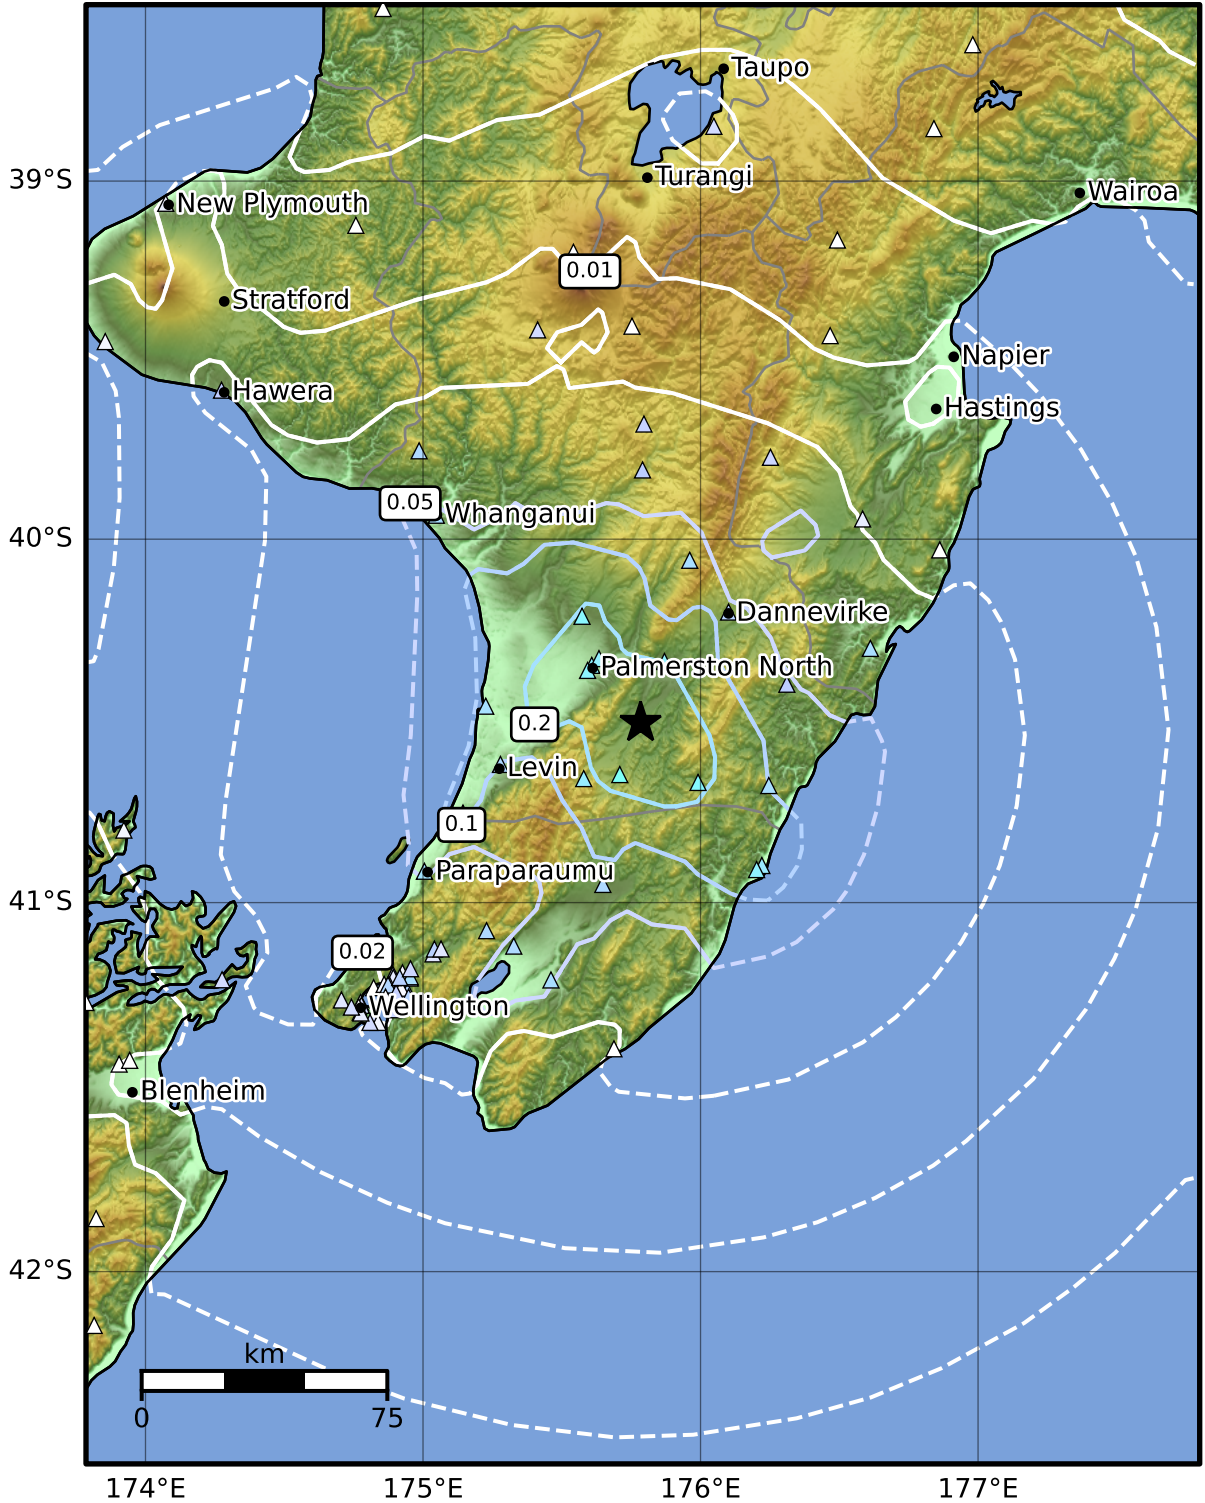 Taupo
Turangi
39°S
Wairoa
New Plymouth
0.01
Stratford
Napier
Hawera
Hastings
0.05
Whanganui
40°S
Dannevirke
Palmerston North
0.2
Levin
0.1
Paraparaumu
41°S
0.02
Wellington
Blenheim
42°S
km
0 75
174°E 175°E 176°E 177°E